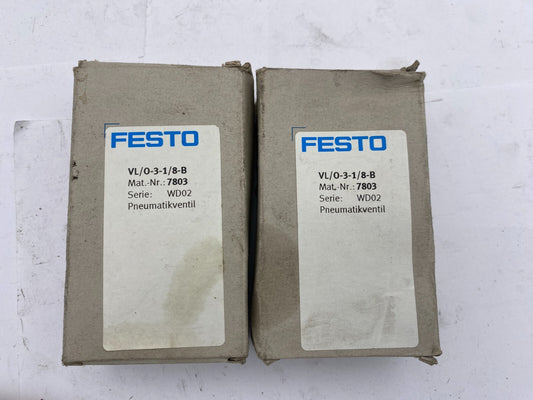 FESTO
VL/O-3-1/8-B
Mat.-Nr.: 7803
Serie: WD02
Pneumatikventil
FESTO
VL/O-3-1/8-B
Mat.-Nr.: 7803
Serie: WD02
Pneumatikventil